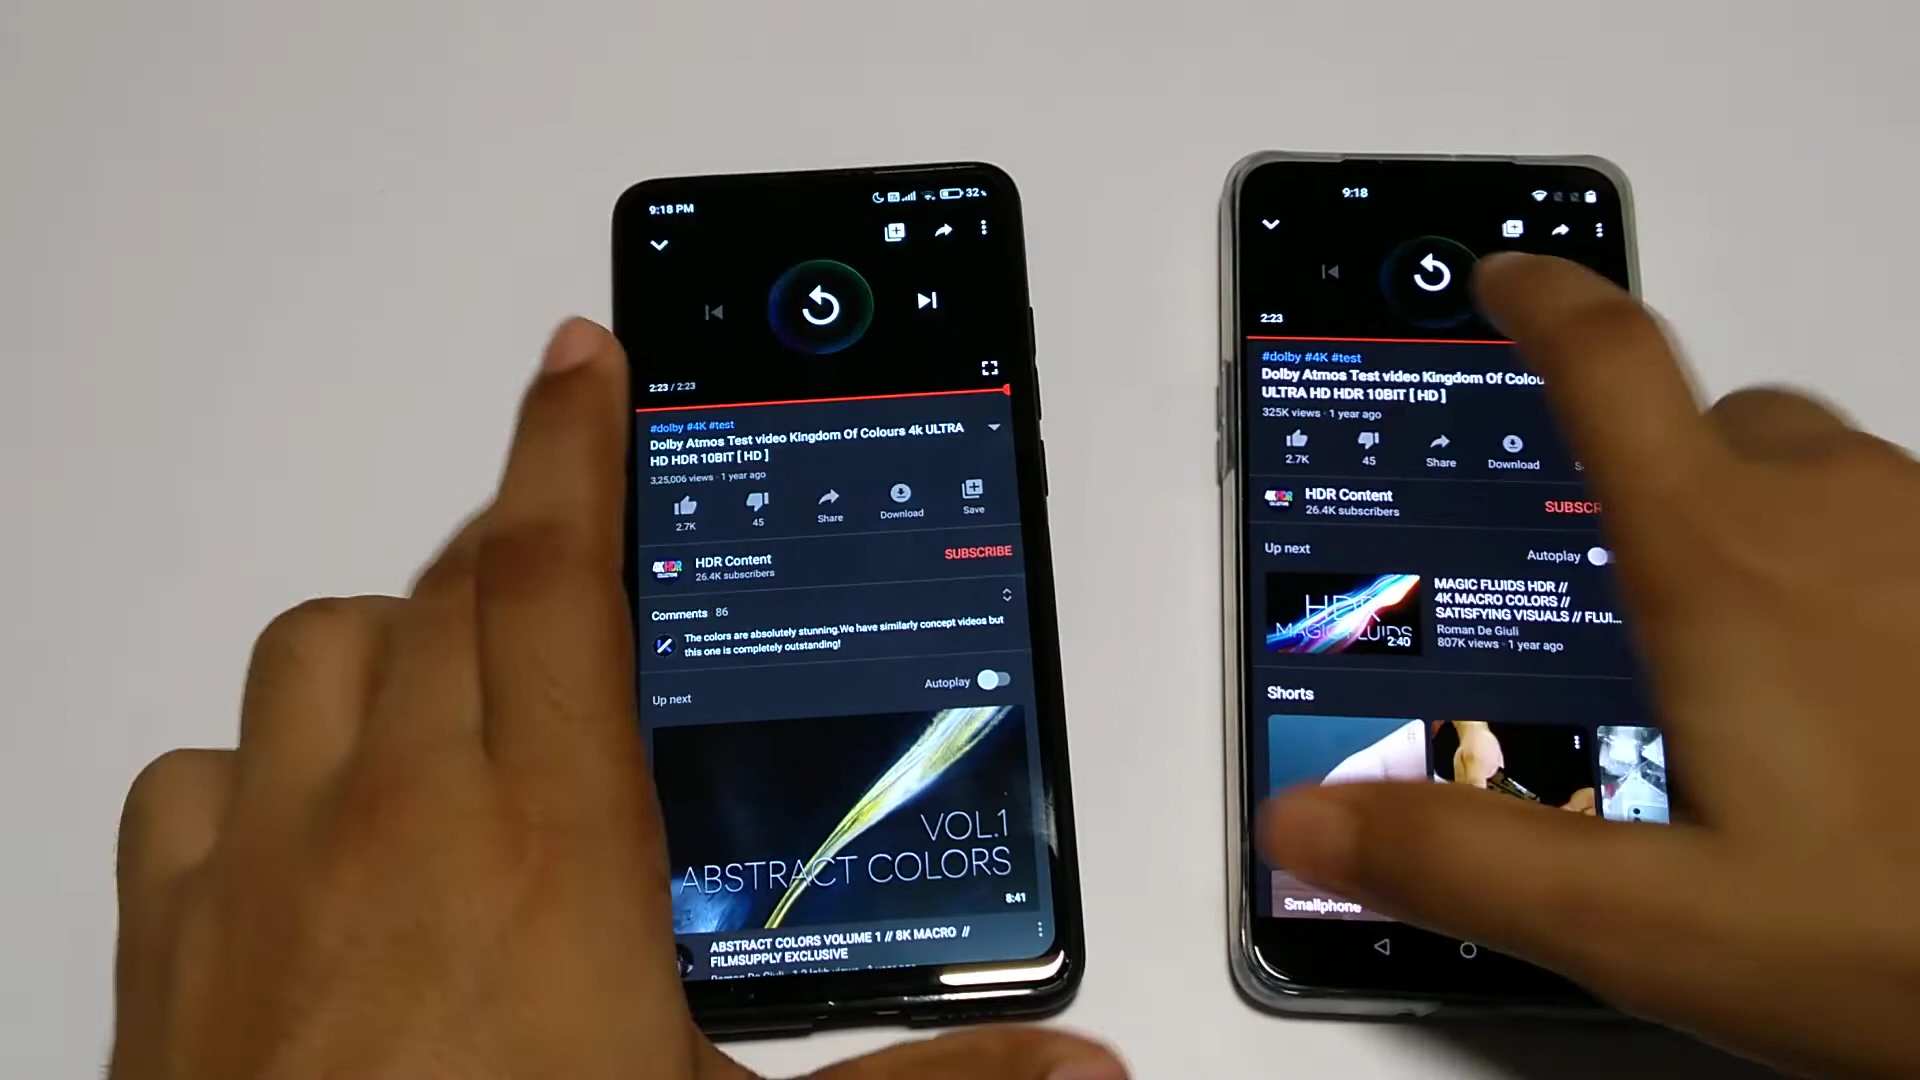 9:18 PM
32%
2:23 / 2:23
#dolby #4K #test
Dolby Atmos Test video Kingdom Of Colours 4k ULTRA
HD HDR 10BIT [ HD ]
3,25,006 views · 1 year ago
2.7K
45
Share
Download
Save
4KHDR
HDR Content
26.4K subscribers
SUBSCRIBE
Comments 86
The colors are absolutely stunning.We have similarly concept videos but
this one is completely outstanding!
Up next
Autoplay
VOL.1
ABSTRACT COLORS
8:41
ABSTRACT COLORS VOLUME 1 // 8K MACRO //
FILMSUPPLY EXCLUSIVE
9:18
2:23
#dolby #4K #test
Dolby Atmos Test video Kingdom Of Colou
ULTRA HD HDR 10BIT [ HD ]
325K views · 1 year ago
2.7K
45
Share
Download
S
4KHDR
HDR Content
26.4K subscribers
SUBSCR
Up next
Autoplay
HDR
MAGIC FLUIDS
2:40
MAGIC FLUIDS HDR //
4K MACRO COLORS //
SATISFYING VISUALS // FLUI...
Roman De Giuli
807K views · 1 year ago
Shorts
Smallphone